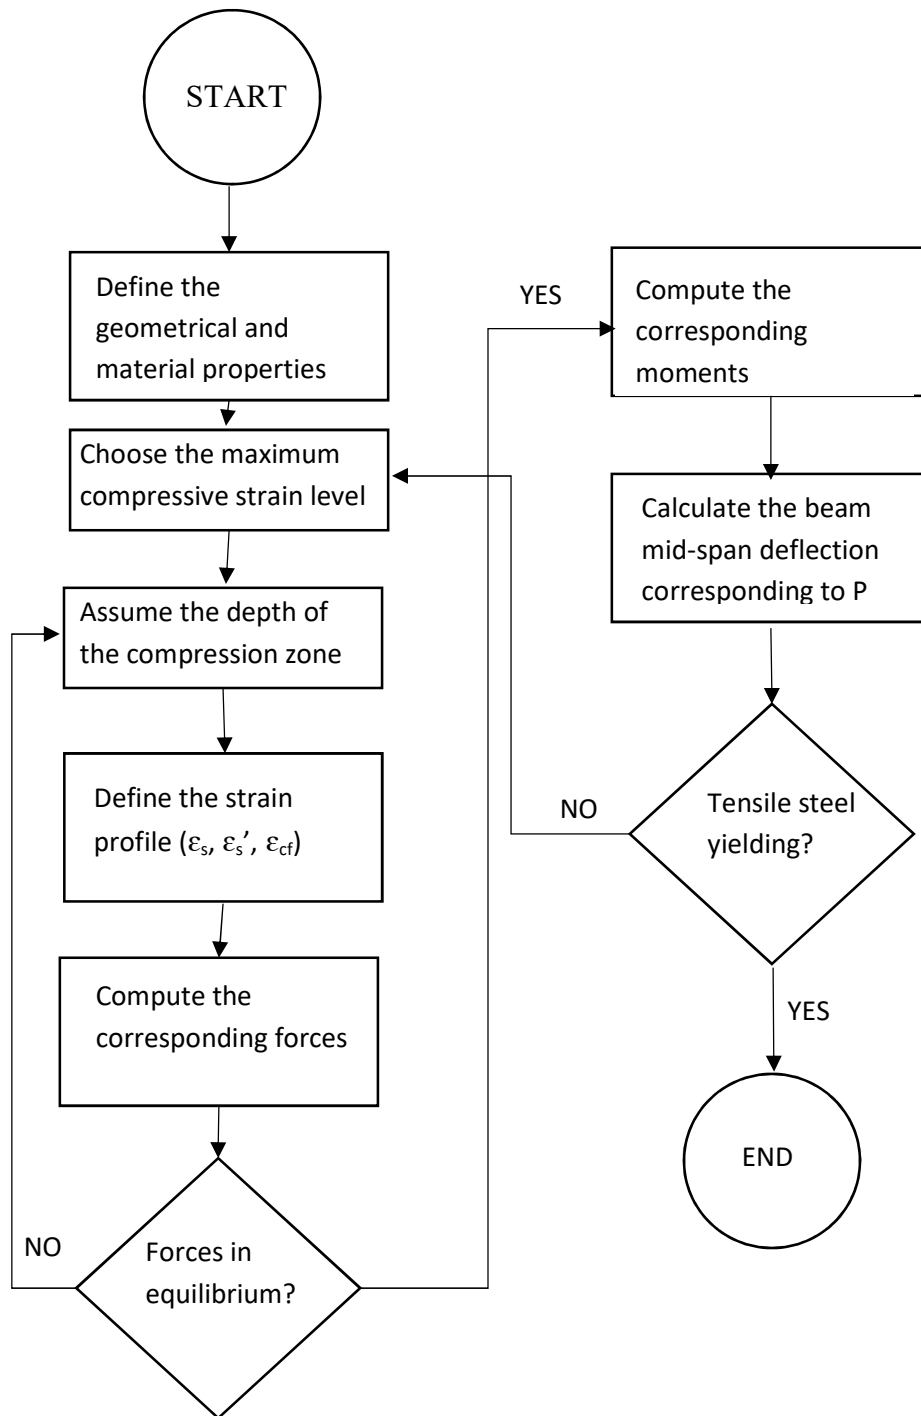 START
Define the
geometrical and
material properties
Choose the maximum
compressive strain level
Assume the depth of
the compression zone
Define the strain
profile (εs, εs’, εcf)
Compute the
corresponding forces
Forces in
equilibrium?
NO
YES
Compute the
corresponding
moments
Calculate the beam
mid-span deflection
corresponding to P
Tensile steel
yielding?
NO
YES
END